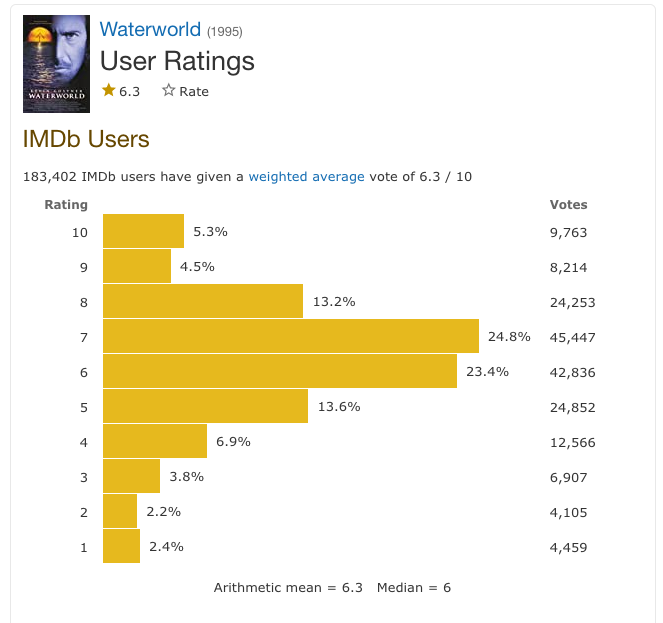 KEVIN COSTNER
WATERWORLD
Waterworld (1995)
User Ratings
6.3 Rate
IMDb Users
183,402 IMDb users have given a weighted average vote of 6.3 / 10
Rating Votes
10 5.3% 9,763
9 4.5% 8,214
8 13.2% 24,253
7 24.8% 45,447
6 23.4% 42,836
5 13.6% 24,852
4 6.9% 12,566
3 3.8% 6,907
2 2.2% 4,105
1 2.4% 4,459
Arithmetic mean = 6.3 Median = 6